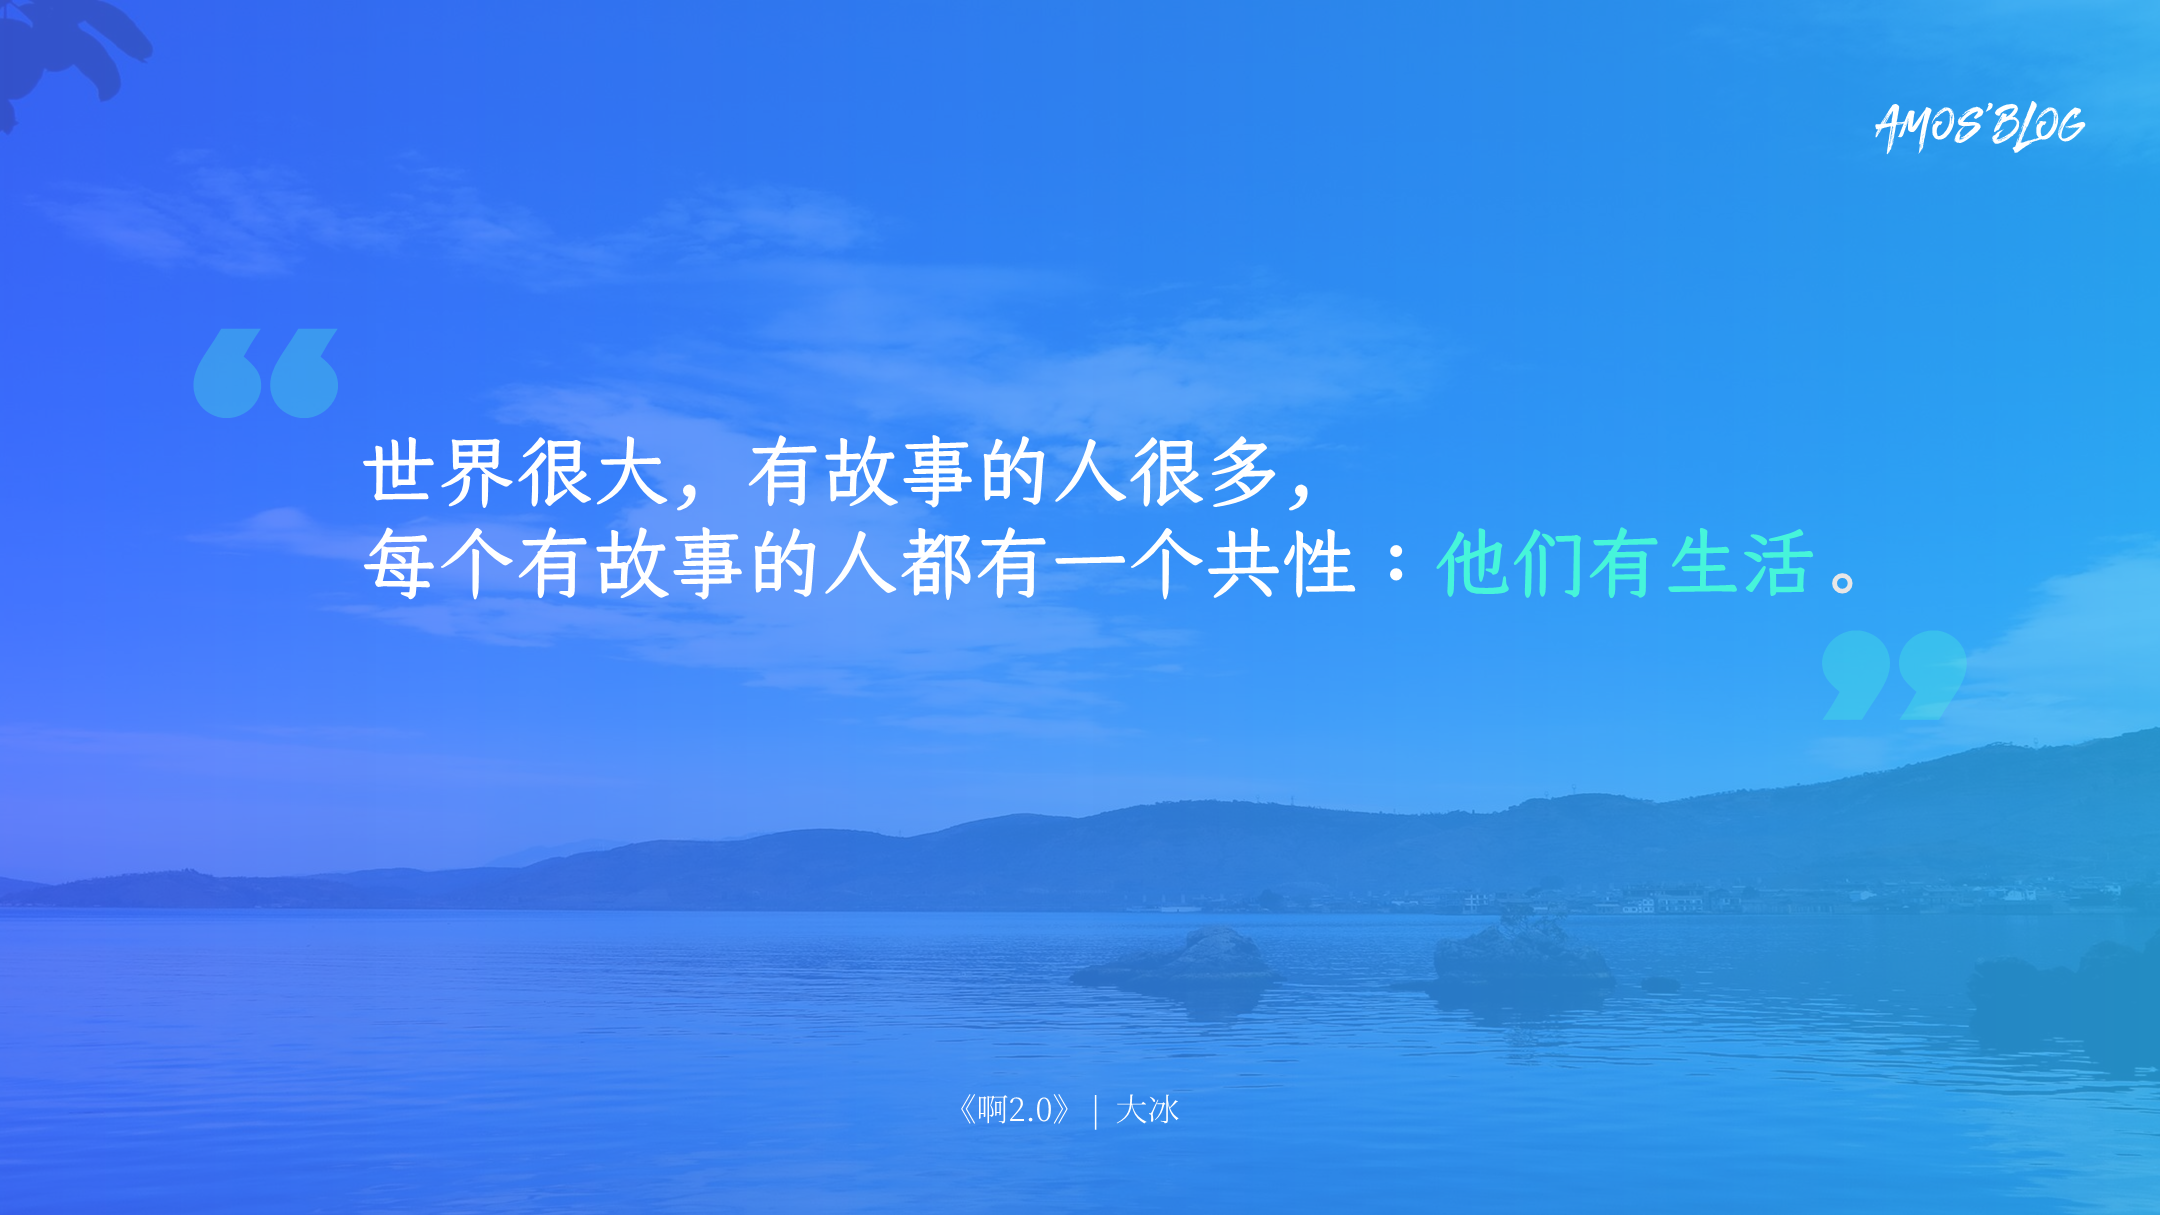 AMOS'BLOG
世界很大，有故事的人很多，
每个有故事的人都有一个共性：他们有生活。
《啊2.0》 | 大冰